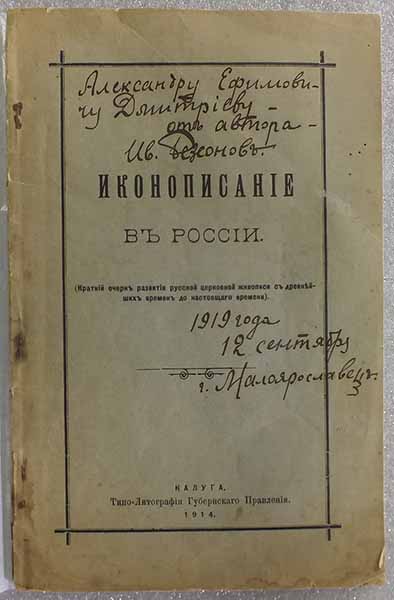 Александру Ефимови-
чу Дмитріеву -
отъ автора -
Ив.
ИКОНОПИСАНІЕ
ВЪ РОССІИ.
(Краткій очеркъ развитія русской церковной живописи съ древнѣй-
шихъ временъ до настоящаго времени).
1919 года
12 сентября
г. Малоярославецъ.
КАЛУГА,
Типо-Литографія Губернскаго Правленія.
1914.